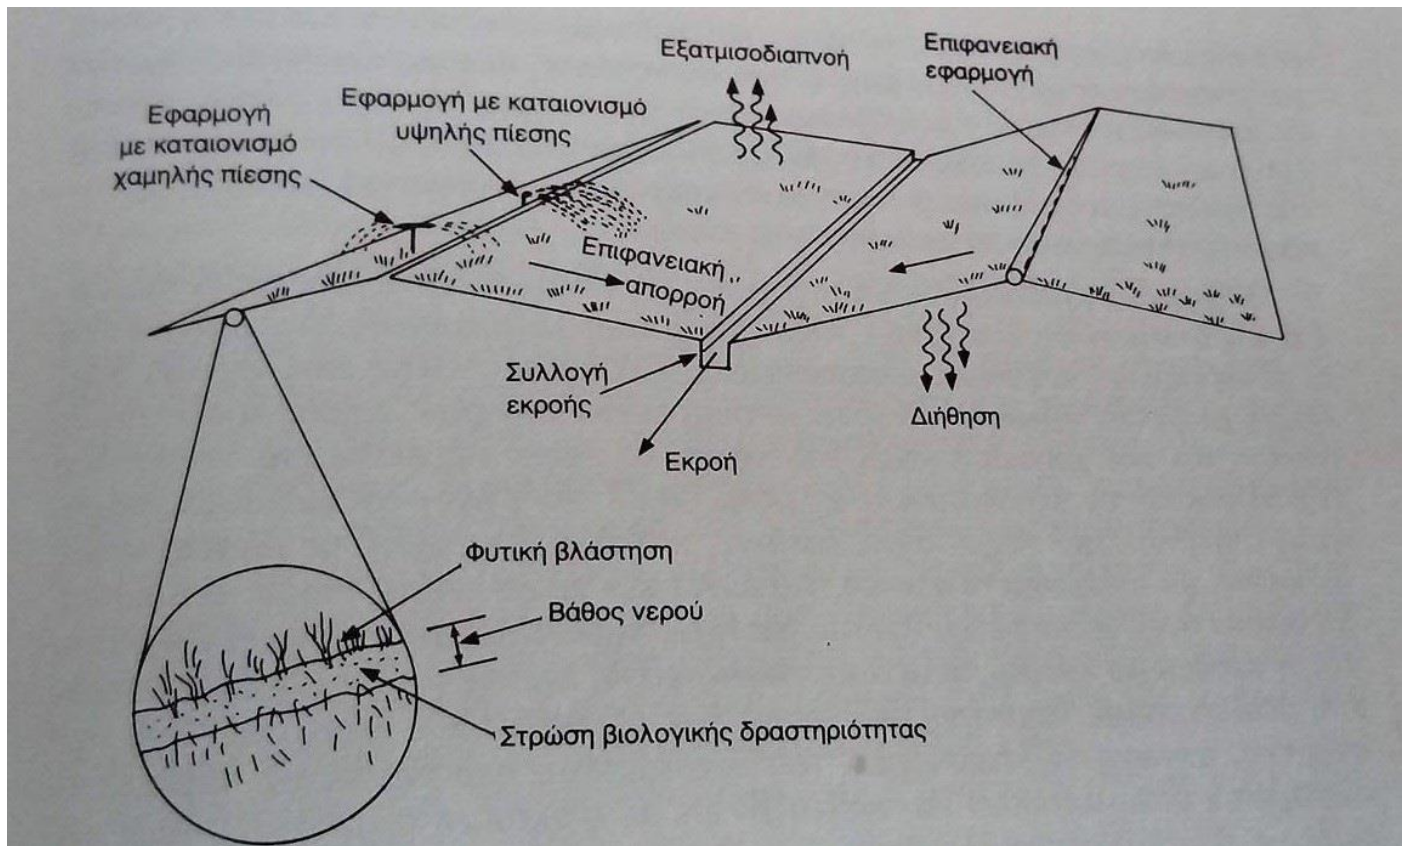 Εξατμισοδιαπνοή
Επιφανειακή
εφαρμογή
Εφαρμογή με καταιονισμό
υψηλής πίεσης
Εφαρμογή
με καταιονισμό
χαμηλής πίεσης
Επιφανειακή
απορροή
Συλλογή
εκροής
Εκροή
Διήθηση
Φυτική βλάστηση
Βάθος νερού
Στρώση βιολογικής δραστηριότητας